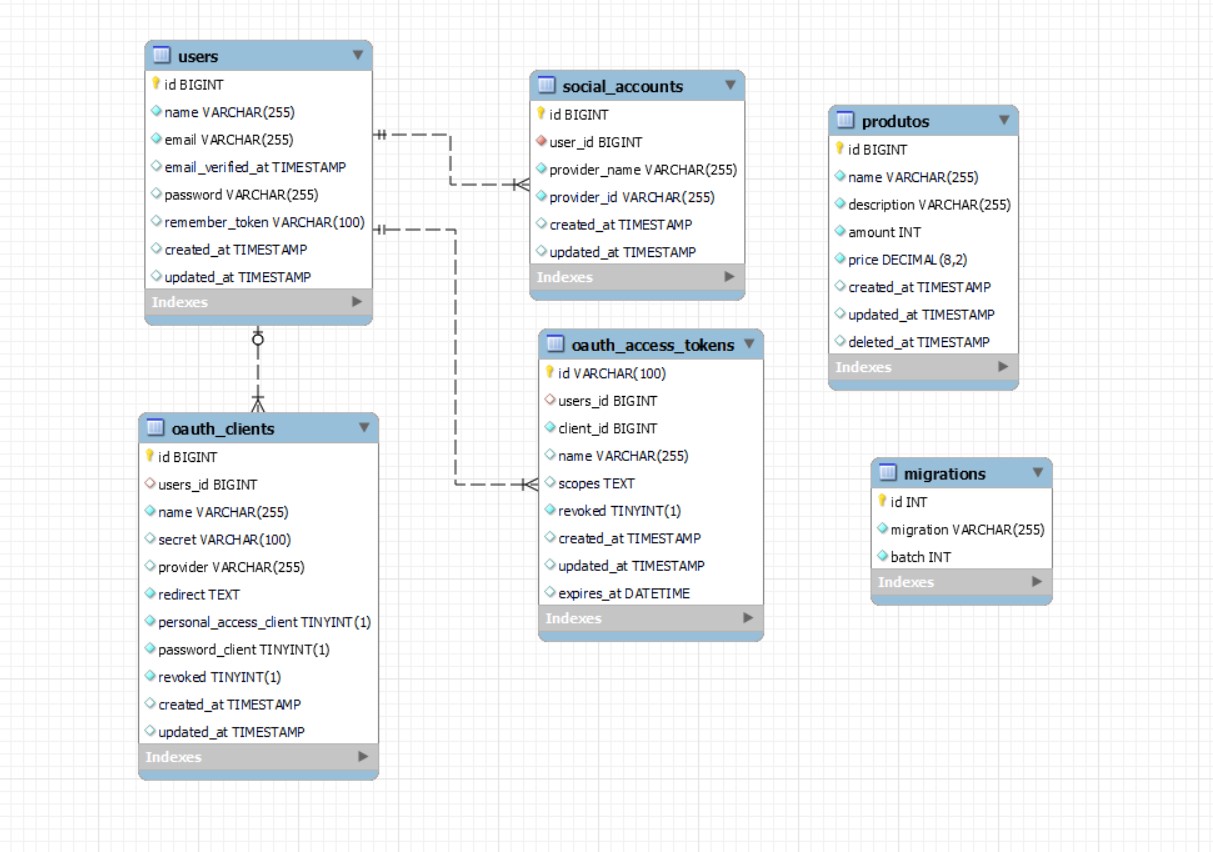 users
id BIGINT
name VARCHAR(255)
email VARCHAR(255)
email_verified_at TIMESTAMP
password VARCHAR(255)
remember_token VARCHAR(100)
created_at TIMESTAMP
updated_at TIMESTAMP
Indexes
social_accounts
id BIGINT
user_id BIGINT
provider_name VARCHAR(255)
provider_id VARCHAR(255)
created_at TIMESTAMP
updated_at TIMESTAMP
Indexes
produtos
id BIGINT
name VARCHAR(255)
description VARCHAR(255)
amount INT
price DECIMAL(8,2)
created_at TIMESTAMP
updated_at TIMESTAMP
deleted_at TIMESTAMP
Indexes
oauth_clients
id BIGINT
users_id BIGINT
name VARCHAR(255)
secret VARCHAR(100)
provider VARCHAR(255)
redirect TEXT
personal_access_client TINYINT(1)
password_client TINYINT(1)
revoked TINYINT(1)
created_at TIMESTAMP
updated_at TIMESTAMP
Indexes
oauth_access_tokens
id VARCHAR(100)
users_id BIGINT
client_id BIGINT
name VARCHAR(255)
scopes TEXT
revoked TINYINT(1)
created_at TIMESTAMP
updated_at TIMESTAMP
expires_at DATETIME
Indexes
migrations
id INT
migration VARCHAR(255)
batch INT
Indexes